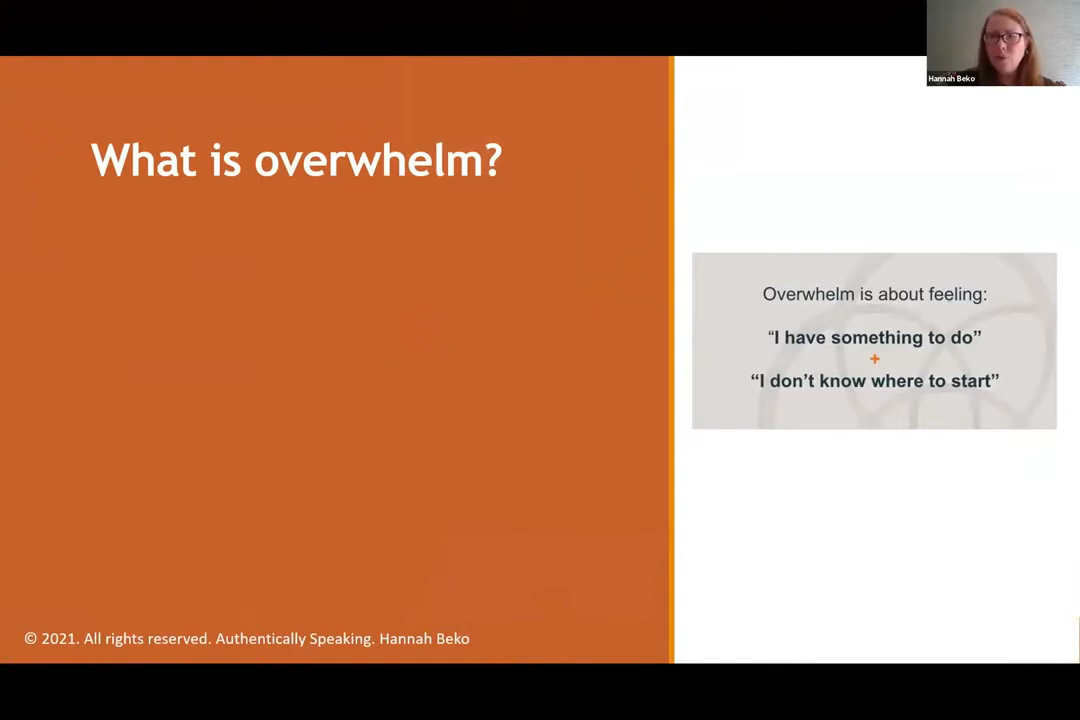 Hannah Beko
What is overwhelm?
Overwhelm is about feeling:
“I have something to do”
+
“I don’t know where to start”
© 2021. All rights reserved. Authentically Speaking. Hannah Beko